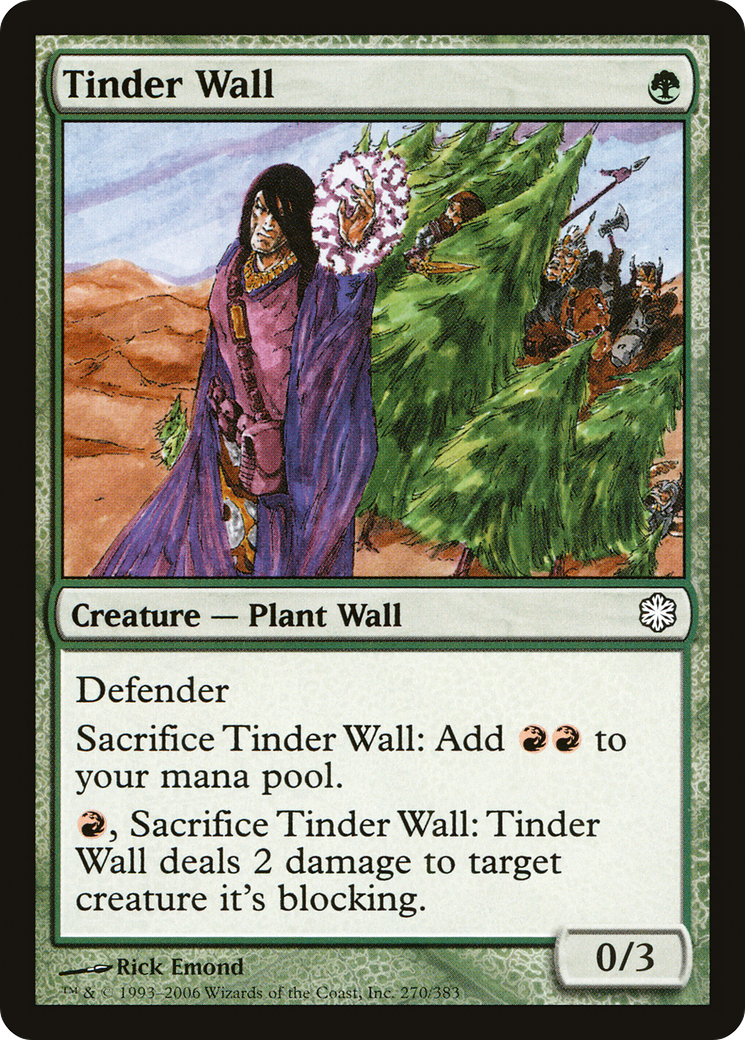 Tinder Wall
Creature — Plant Wall
Defender
Sacrifice Tinder Wall: Add to
your mana pool.
, Sacrifice Tinder Wall: Tinder
Wall deals 2 damage to target
creature it's blocking.
0/3
Rick Emond
™ & © 1993–2006 Wizards of the Coast, Inc. 270/383